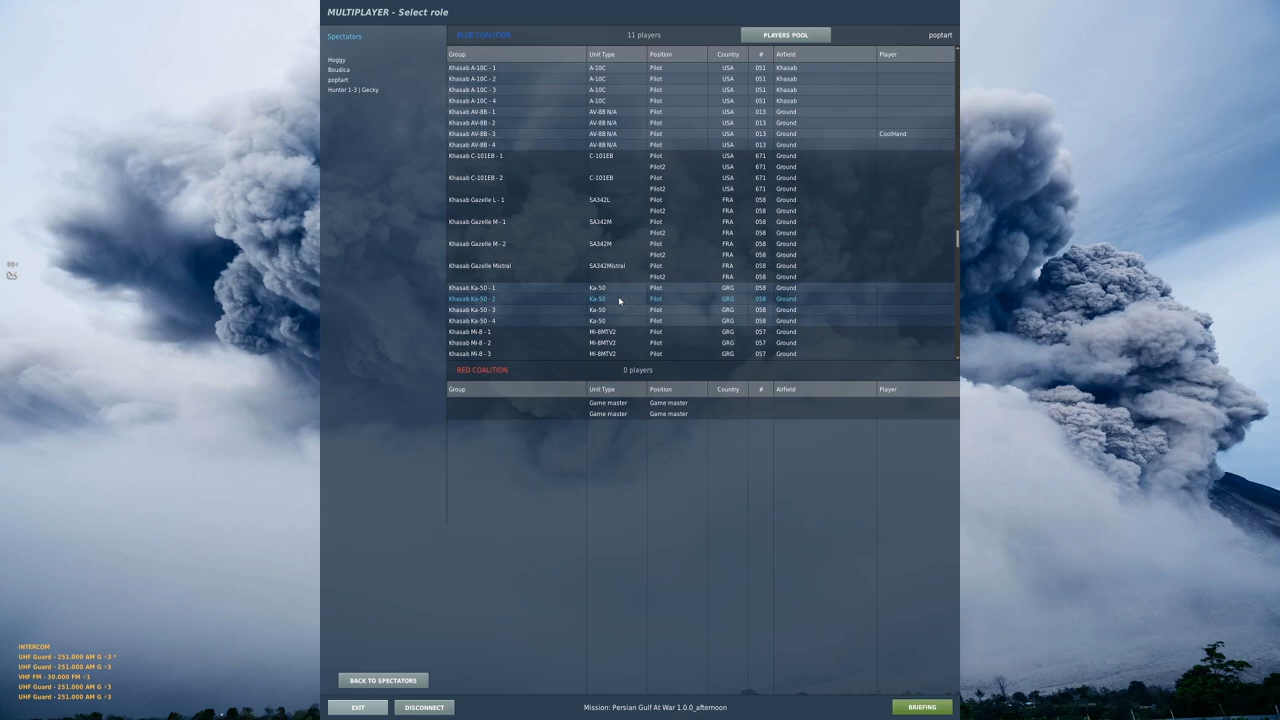 MULTIPLAYER - Select role
Spectators
Hoggy
Boudica
poptart
Hunter 1-3 | Gecky
BLUE COALITION 11 players PLAYERS POOL poptart
Group Unit Type Position Country # Airfield Player
Khasab A-10C - 1 A-10C Pilot USA 051 Khasab
Khasab A-10C - 2 A-10C Pilot USA 051 Khasab
Khasab A-10C - 3 A-10C Pilot USA 051 Khasab
Khasab A-10C - 4 A-10C Pilot USA 051 Khasab
Khasab AV-8B - 1 AV-8B N/A Pilot USA 013 Ground
Khasab AV-8B - 2 AV-8B N/A Pilot USA 013 Ground
Khasab AV-8B - 3 AV-8B N/A Pilot USA 013 Ground CoolHand
Khasab AV-8B - 4 AV-8B N/A Pilot USA 013 Ground
Khasab C-101EB - 1 C-101EB Pilot USA 671 Ground
Pilot2 USA 671 Ground
Khasab C-101EB - 2 C-101EB Pilot USA 671 Ground
Pilot2 USA 671 Ground
Khasab Gazelle L - 1 SA342L Pilot FRA 058 Ground
Pilot2 FRA 058 Ground
Khasab Gazelle M - 1 SA342M Pilot FRA 058 Ground
Pilot2 FRA 058 Ground
Khasab Gazelle M - 2 SA342M Pilot FRA 058 Ground
Pilot2 FRA 058 Ground
Khasab Gazelle Mistral SA342Mistral Pilot FRA 058 Ground
Pilot2 FRA 058 Ground
Khasab Ka-50 - 1 Ka-50 Pilot GRG 058 Ground
Khasab Ka-50 - 2 Ka-50 Pilot GRG 058 Ground
Khasab Ka-50 - 3 Ka-50 Pilot GRG 058 Ground
Khasab Ka-50 - 4 Ka-50 Pilot GRG 058 Ground
Khasab Mi-8 - 1 Mi-8MTV2 Pilot GRG 057 Ground
Khasab Mi-8 - 2 Mi-8MTV2 Pilot GRG 057 Ground
Khasab Mi-8 - 3 Mi-8MTV2 Pilot GRG 057 Ground
RED COALITION 0 players
Group Unit Type Position Country # Airfield Player
Game master Game master
Game master Game master
INTERCOM
UHF Guard - 251.000 AM G ⚡3 *
UHF Guard - 251.000 AM G ⚡3
VHF FM - 30.000 FM ⚡1
UHF Guard - 251.000 AM G ⚡3
UHF Guard - 251.000 AM G ⚡3
BACK TO SPECTATORS
EXIT DISCONNECT Mission: Persian Gulf At War 1.0.0_afternoon BRIEFING